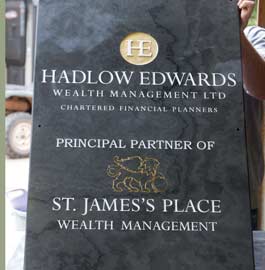 HE
HADLOW EDWARDS
WEALTH MANAGEMENT LTD
CHARTERED FINANCIAL PLANNERS
PRINCIPAL PARTNER OF
ST. JAMES'S PLACE
WEALTH MANAGEMENT